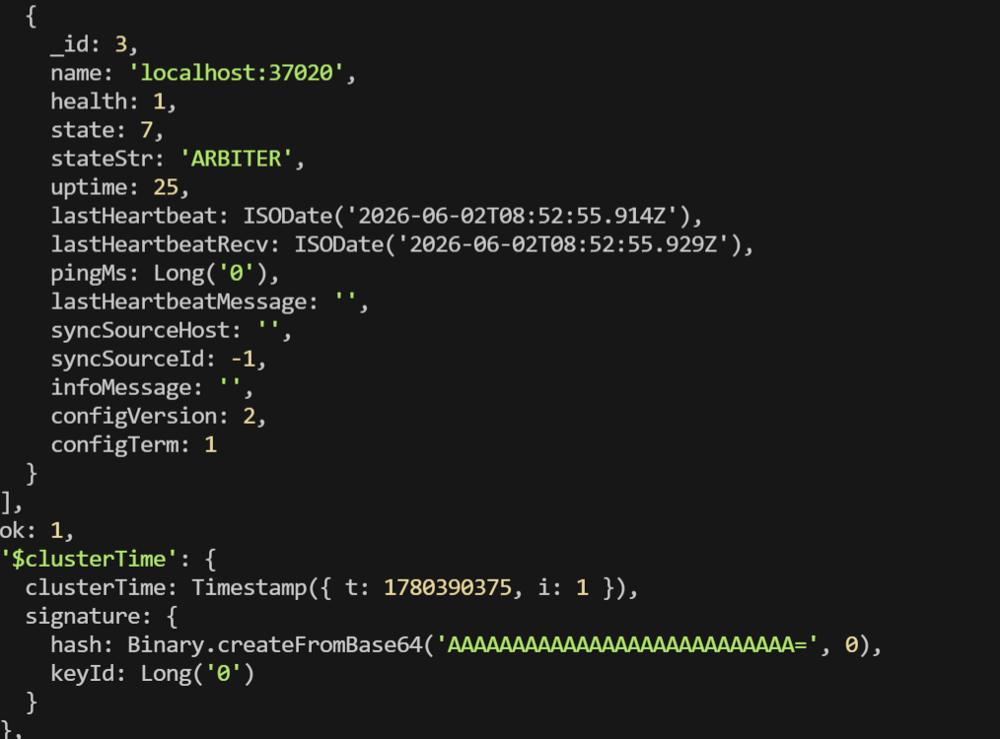 {
_id: 3,
name: 'localhost:37020',
health: 1,
state: 7,
stateStr: 'ARBITER',
uptime: 25,
lastHeartbeat: ISODate('2026-06-02T08:52:55.914Z'),
lastHeartbeatRecv: ISODate('2026-06-02T08:52:55.929Z'),
pingMs: Long('0'),
lastHeartbeatMessage: '',
syncSourceHost: '',
syncSourceId: -1,
infoMessage: '',
configVersion: 2,
configTerm: 1
}
],
ok: 1,
'$clusterTime': {
clusterTime: Timestamp({ t: 1780390375, i: 1 }),
signature: {
hash: Binary.createFromBase64('AAAAAAAAAAAAAAAAAAAAAAAAAAA=', 0),
keyId: Long('0')
}
},